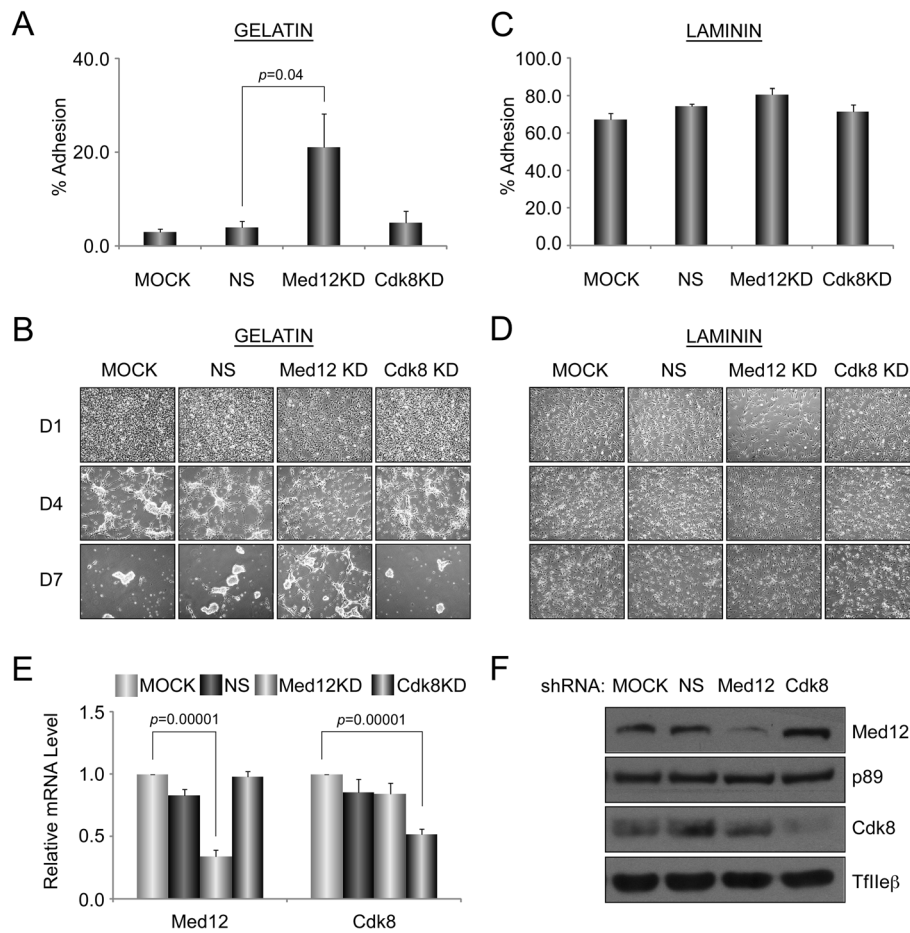 A
GELATIN
40.0
20.0
0.0
% Adhesion
p=0.04
MOCK NS Med12KD Cdk8KD
C
LAMININ
100.0
80.0
60.0
40.0
20.0
0.0
% Adhesion
MOCK NS Med12KD Cdk8KD
B
GELATIN
MOCK NS Med12 KD Cdk8 KD
D1
D4
D7
D
LAMININ
MOCK NS Med12 KD Cdk8 KD
E
MOCK NS Med12KD Cdk8KD
1.5
1.0
0.5
0.0
Relative mRNA Level
p=0.00001
p=0.00001
Med12 Cdk8
F
shRNA: MOCK NS Med12 Cdk8
Med12
p89
Cdk8
TfIIeβ